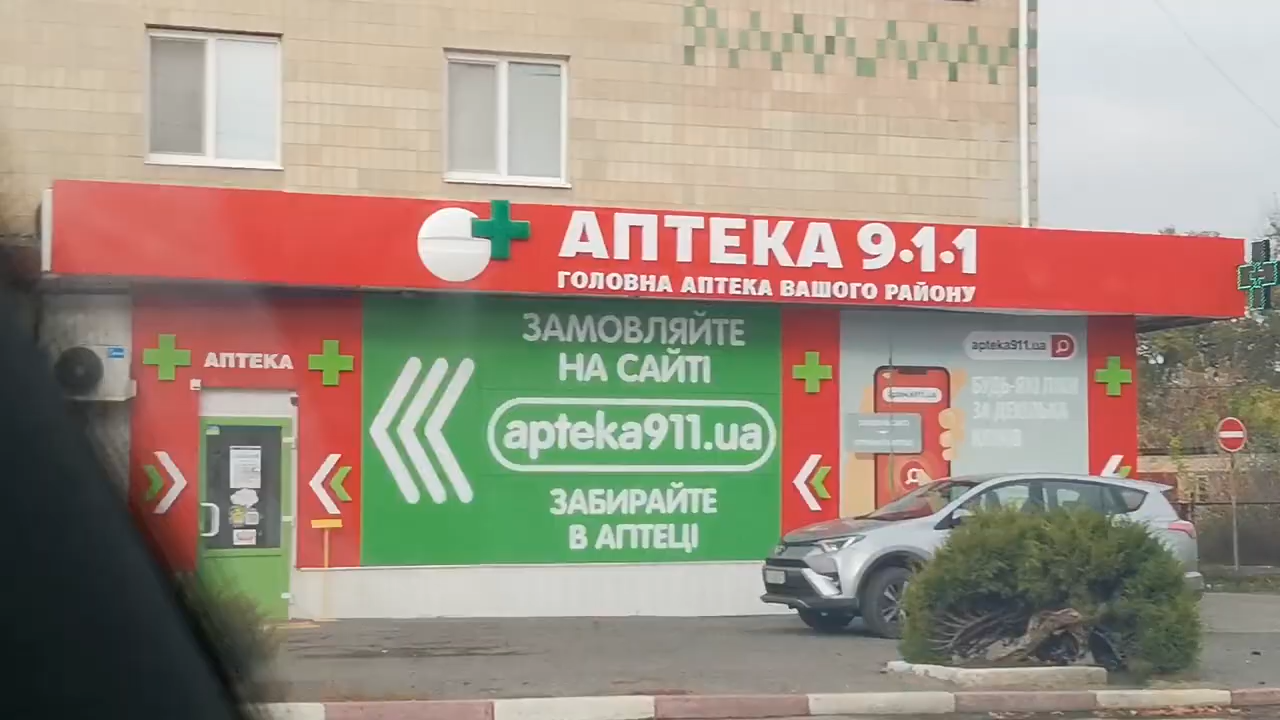 АПТЕКА 9·1·1
ГОЛОВНА АПТЕКА ВАШОГО РАЙОНУ
АПТЕКА
ЗАМОВЛЯЙТЕ
НА САЙТІ
apteka911.ua
ЗАБИРАЙТЕ
В АПТЕЦІ
apteka911.ua
БУДЬ-ЯКІ ЛІКИ
ЗА ДЕКІЛЬКА
КЛІКІВ